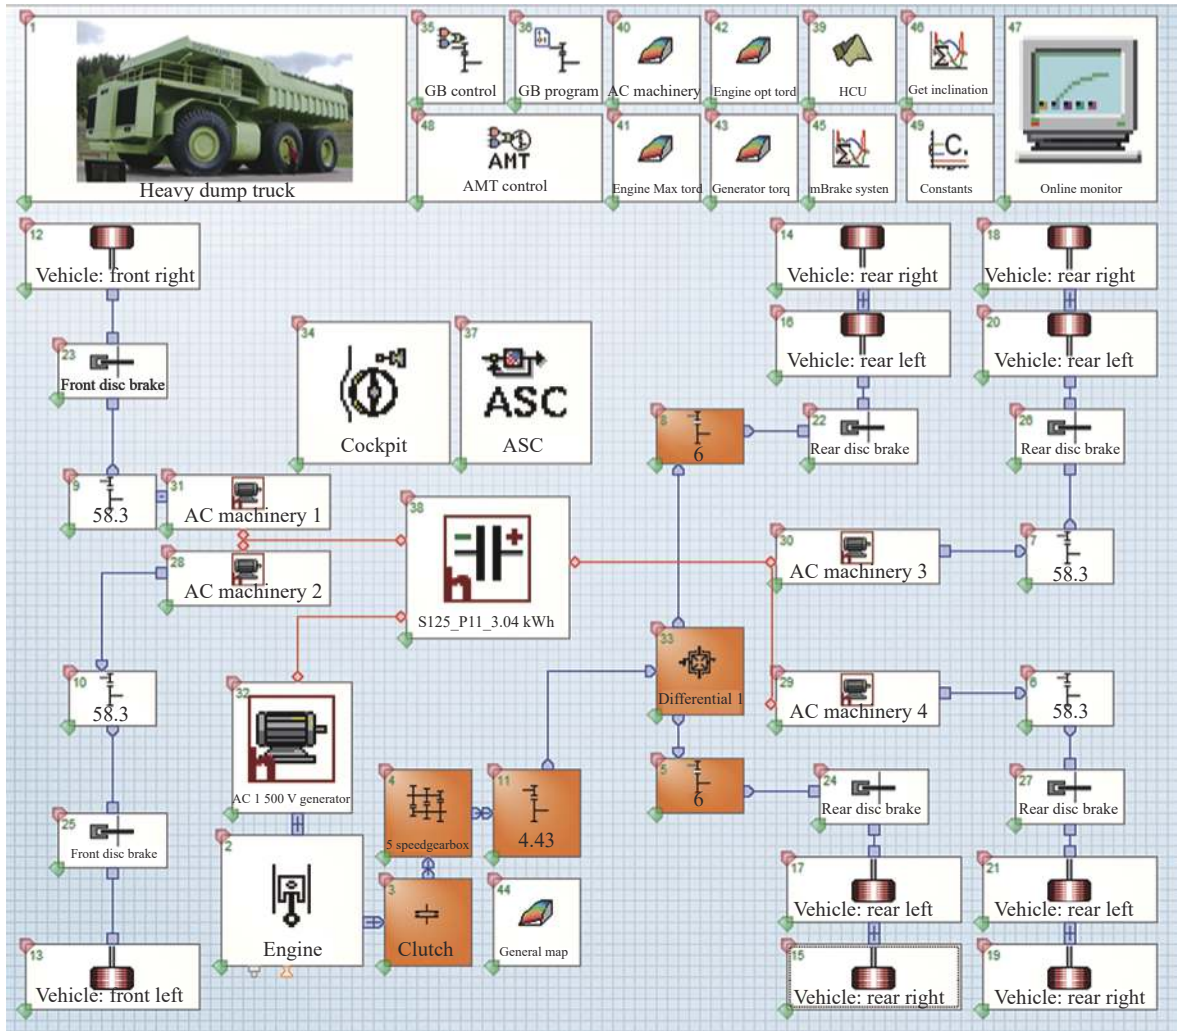 1
Heavy dump truck
35
GB control
36
GB program
40
AC machinery
42
Engine opt tord
39
HCU
46
Get inclination
47
Online monitor
48
AMT
AMT control
41
Engine Max tord
43
Generator torq
45
mBrake systen
49
C.
Constants
12
Vehicle: front right
14
Vehicle: rear right
18
Vehicle: rear right
16
Vehicle: rear left
20
Vehicle: rear left
23
Front disc brake
34
Cockpit
37
ASC
ASC
8
6
22
Rear disc brake
26
Rear disc brake
9
58.3
31
AC machinery 1
38
S125_P11_3.04 kWh
28
AC machinery 2
30
AC machinery 3
7
58.3
10
58.3
33
Differential 1
29
AC machinery 4
6
58.3
32
AC 1 500 V generator
4
5 speedgearbox
11
4.43
5
6
24
Rear disc brake
27
Rear disc brake
25
Front disc brake
2
Engine
3
Clutch
44
General map
17
Vehicle: rear left
21
Vehicle: rear left
13
Vehicle: front left
15
Vehicle: rear right
19
Vehicle: rear right